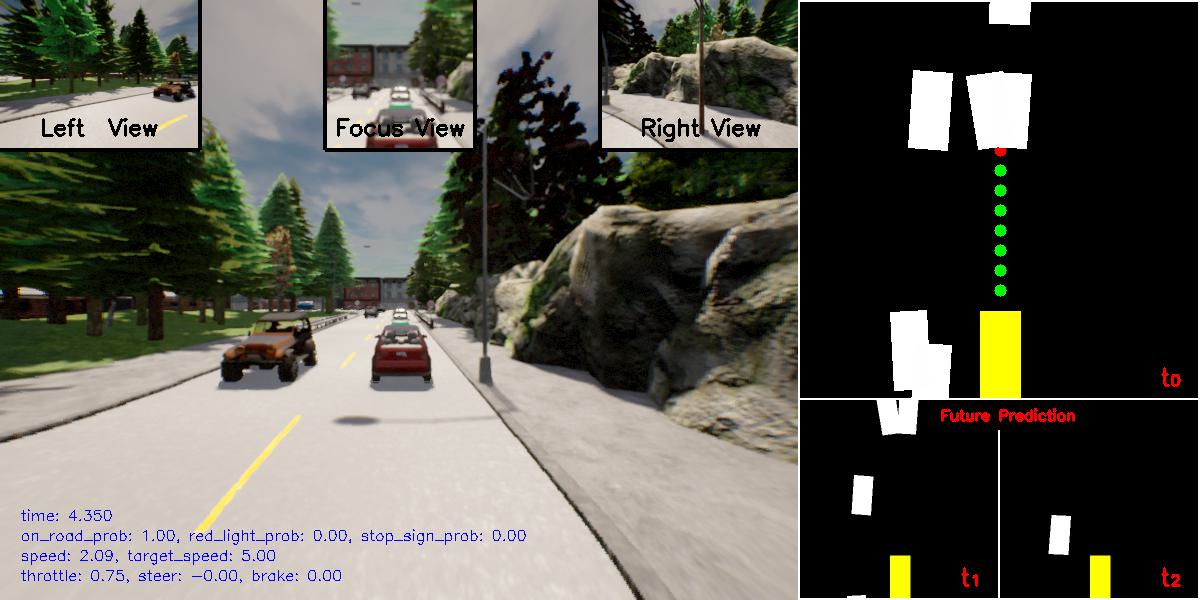 Left View
Focus View
Right View
time: 4.350
on_road_prob: 1.00, red_light_prob: 0.00, stop_sign_prob: 0.00
speed: 2.09, target_speed: 5.00
throttle: 0.75, steer: −0.00, brake: 0.00
t0
Future Prediction
t1
t2